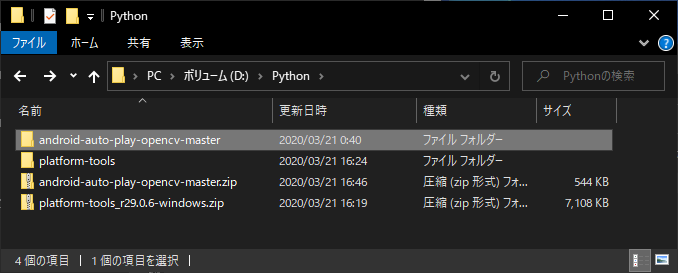 Python
ファイル ホーム 共有 表示
PC ボリューム (D:) Python Pythonの検索
名前 更新日時 種類 サイズ
android-auto-play-opencv-master 2020/03/21 0:40 ファイル フォルダー
platform-tools 2020/03/21 16:24 ファイル フォルダー
android-auto-play-opencv-master.zip 2020/03/21 16:46 圧縮 (zip 形式) フォ... 544 KB
platform-tools_r29.0.6-windows.zip 2020/03/21 16:19 圧縮 (zip 形式) フォ... 7,108 KB
4 個の項目 1 個の項目を選択